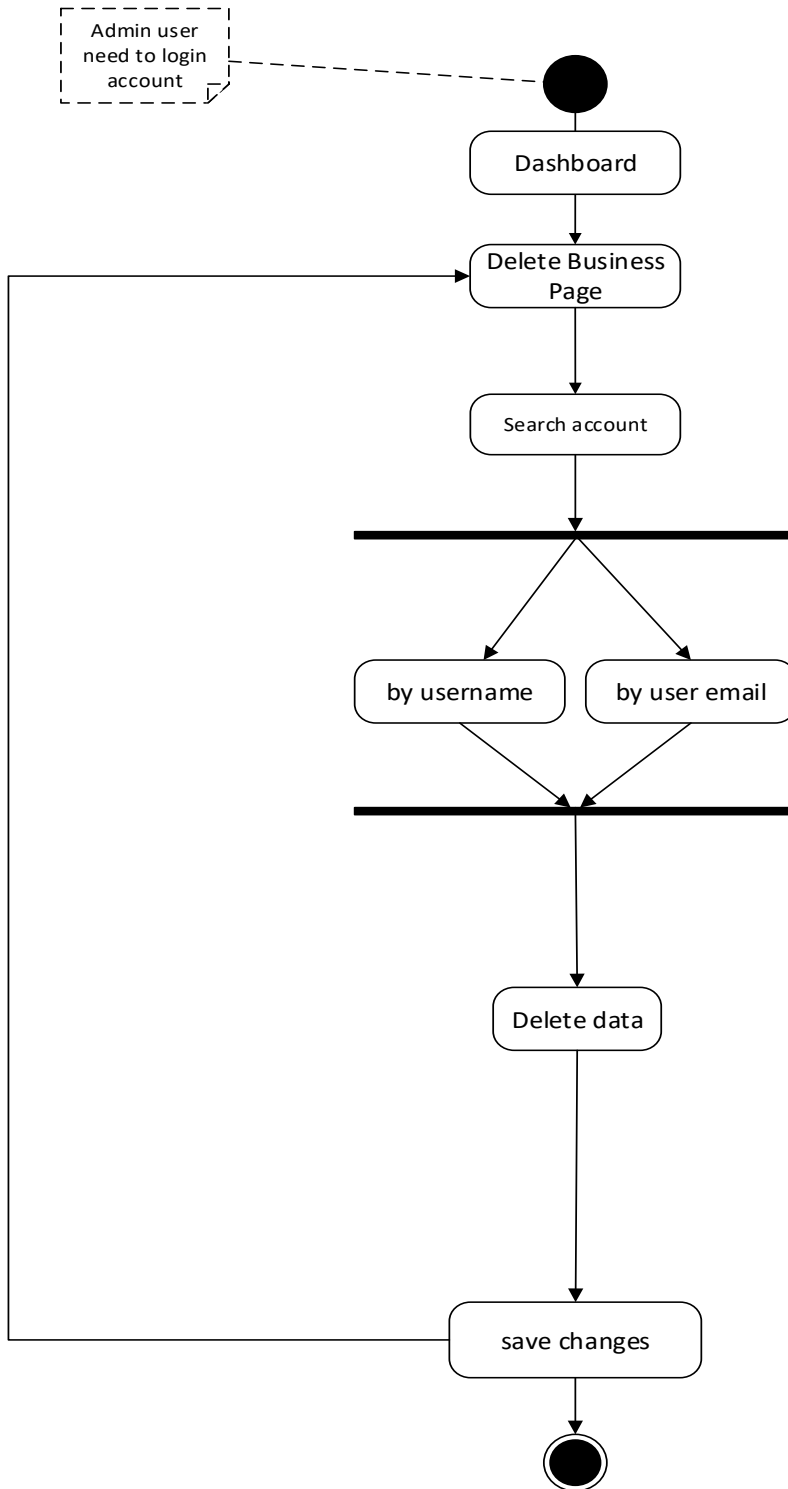 Admin user
need to login
account
Dashboard
Delete Business
Page
Search account
by username
by user email
Delete data
save changes